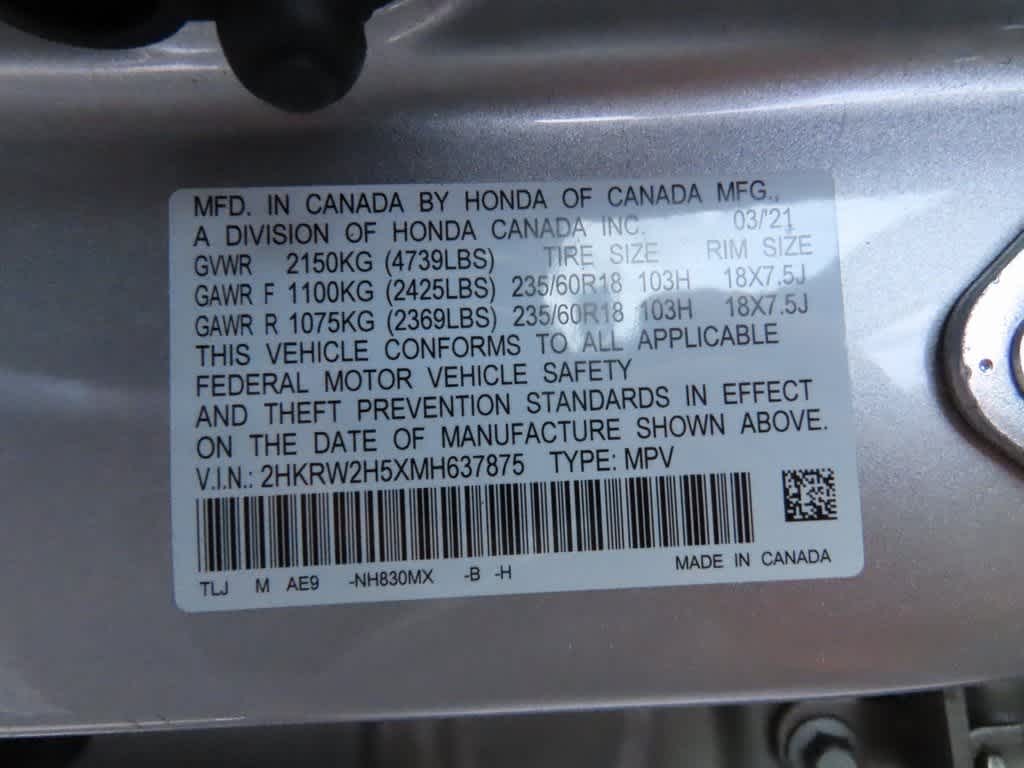 MFD. IN CANADA BY HONDA OF CANADA MFG.,
A DIVISION OF HONDA CANADA INC. 03/'21
GVWR 2150KG (4739LBS) TIRE SIZE RIM SIZE
GAWR F 1100KG (2425LBS) 235/60R18 103H 18X7.5J
GAWR R 1075KG (2369LBS) 235/60R18 103H 18X7.5J
THIS VEHICLE CONFORMS TO ALL APPLICABLE
FEDERAL MOTOR VEHICLE SAFETY
AND THEFT PREVENTION STANDARDS IN EFFECT
ON THE DATE OF MANUFACTURE SHOWN ABOVE.
V.I.N.: 2HKRW2H5XMH637875 TYPE: MPV
TLJ M AE9 -NH830MX -B -H MADE IN CANADA